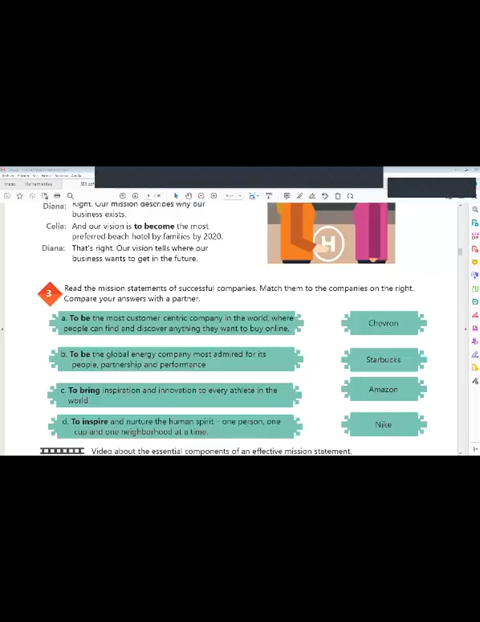 Diana: Right. Our mission describes why our
business exists.
Celia: And our vision is to become the most
preferred beach hotel by families by 2020.
Diana: That's right. Our vision tells where our
business wants to get in the future.
H
3
Read the mission statements of successful companies. Match them to the companies on the right.
Compare your answers with a partner.
a. To be the most customer centric company in the world, where
people can find and discover anything they want to buy online.
Chevron
b. To be the global energy company most admired for its
people, partnership and performance
Starbucks
c. To bring inspiration and innovation to every athlete in the
world
Amazon
d. To inspire and nurture the human spirit – one person, one
cup and one neighborhood at a time.
Nike
Video about the essential components of an effective mission statement.